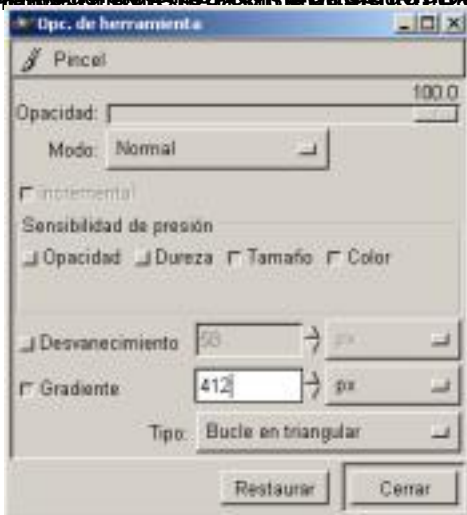 Opc. de herramienta
Pincel
100.0
Opacidad:
Modo: Normal
Incremental
Sensibilidad de presión
Opacidad Dureza Tamaño Color
Desvanecimiento px
Gradiente 412 px
Tipo: Bucle en triangular
Restaurar Cerrar